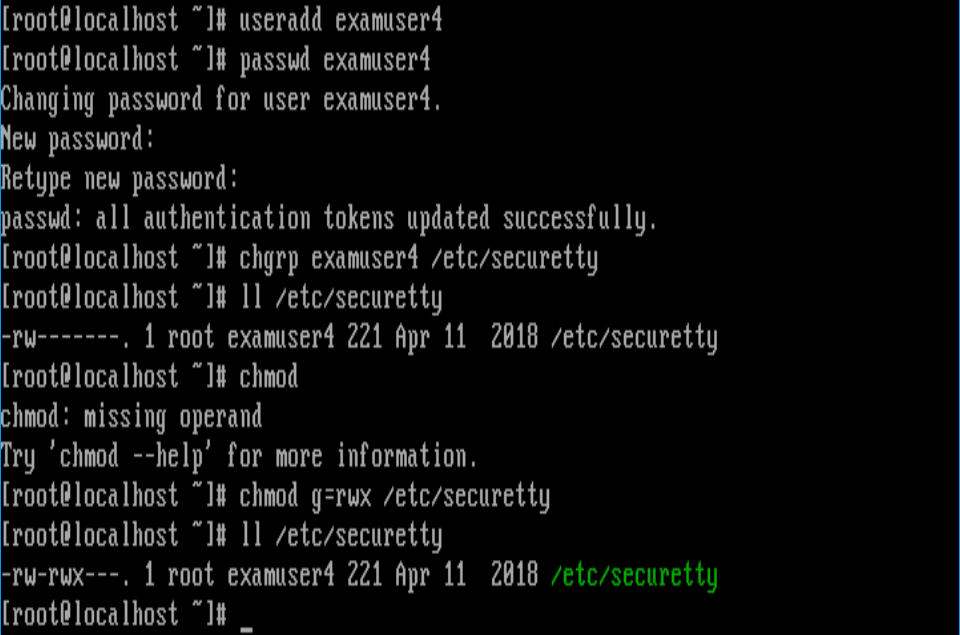 [root@localhost ~]# useradd examuser4
[root@localhost ~]# passwd examuser4
Changing password for user examuser4.
New password:
Retype new password:
passwd: all authentication tokens updated successfully.
[root@localhost ~]# chgrp examuser4 /etc/securetty
[root@localhost ~]# ll /etc/securetty
-rw-------. 1 root examuser4 221 Apr 11  2018 /etc/securetty
[root@localhost ~]# chmod
chmod: missing operand
Try 'chmod --help' for more information.
[root@localhost ~]# chmod g=rwx /etc/securetty
[root@localhost ~]# ll /etc/securetty
-rw-rwx---. 1 root examuser4 221 Apr 11  2018 /etc/securetty
[root@localhost ~]# _